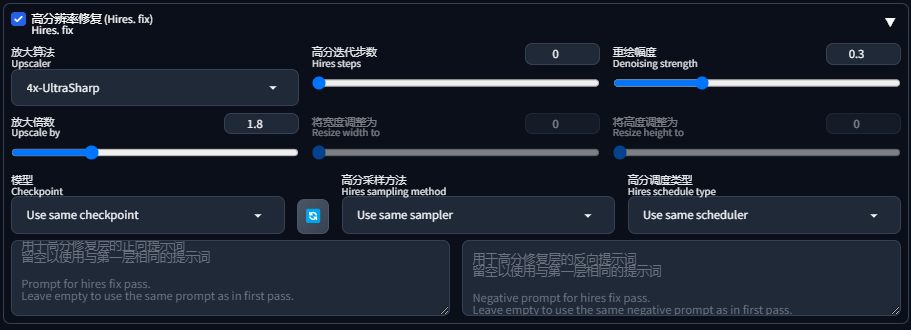 高分辨率修复 (Hires. fix)
Hires. fix
▼
放大算法
Upscaler
4x-UltraSharp
高分迭代步数
Hires steps
0
重绘幅度
Denoising strength
0.3
放大倍数
Upscale by
1.8
将宽度调整为
Resize width to
0
将高度调整为
Resize height to
0
模型
Checkpoint
Use same checkpoint
高分采样方法
Hires sampling method
Use same sampler
高分调度类型
Hires schedule type
Use same scheduler
用于高分修复层的正向提示词
留空以使用与第一层相同的提示词
Prompt for hires fix pass.
Leave empty to use the same prompt as in first pass.
用于高分修复层的反向提示词
留空以使用与第一层相同的提示词
Negative prompt for hires fix pass.
Leave empty to use the same negative prompt as in first pass.